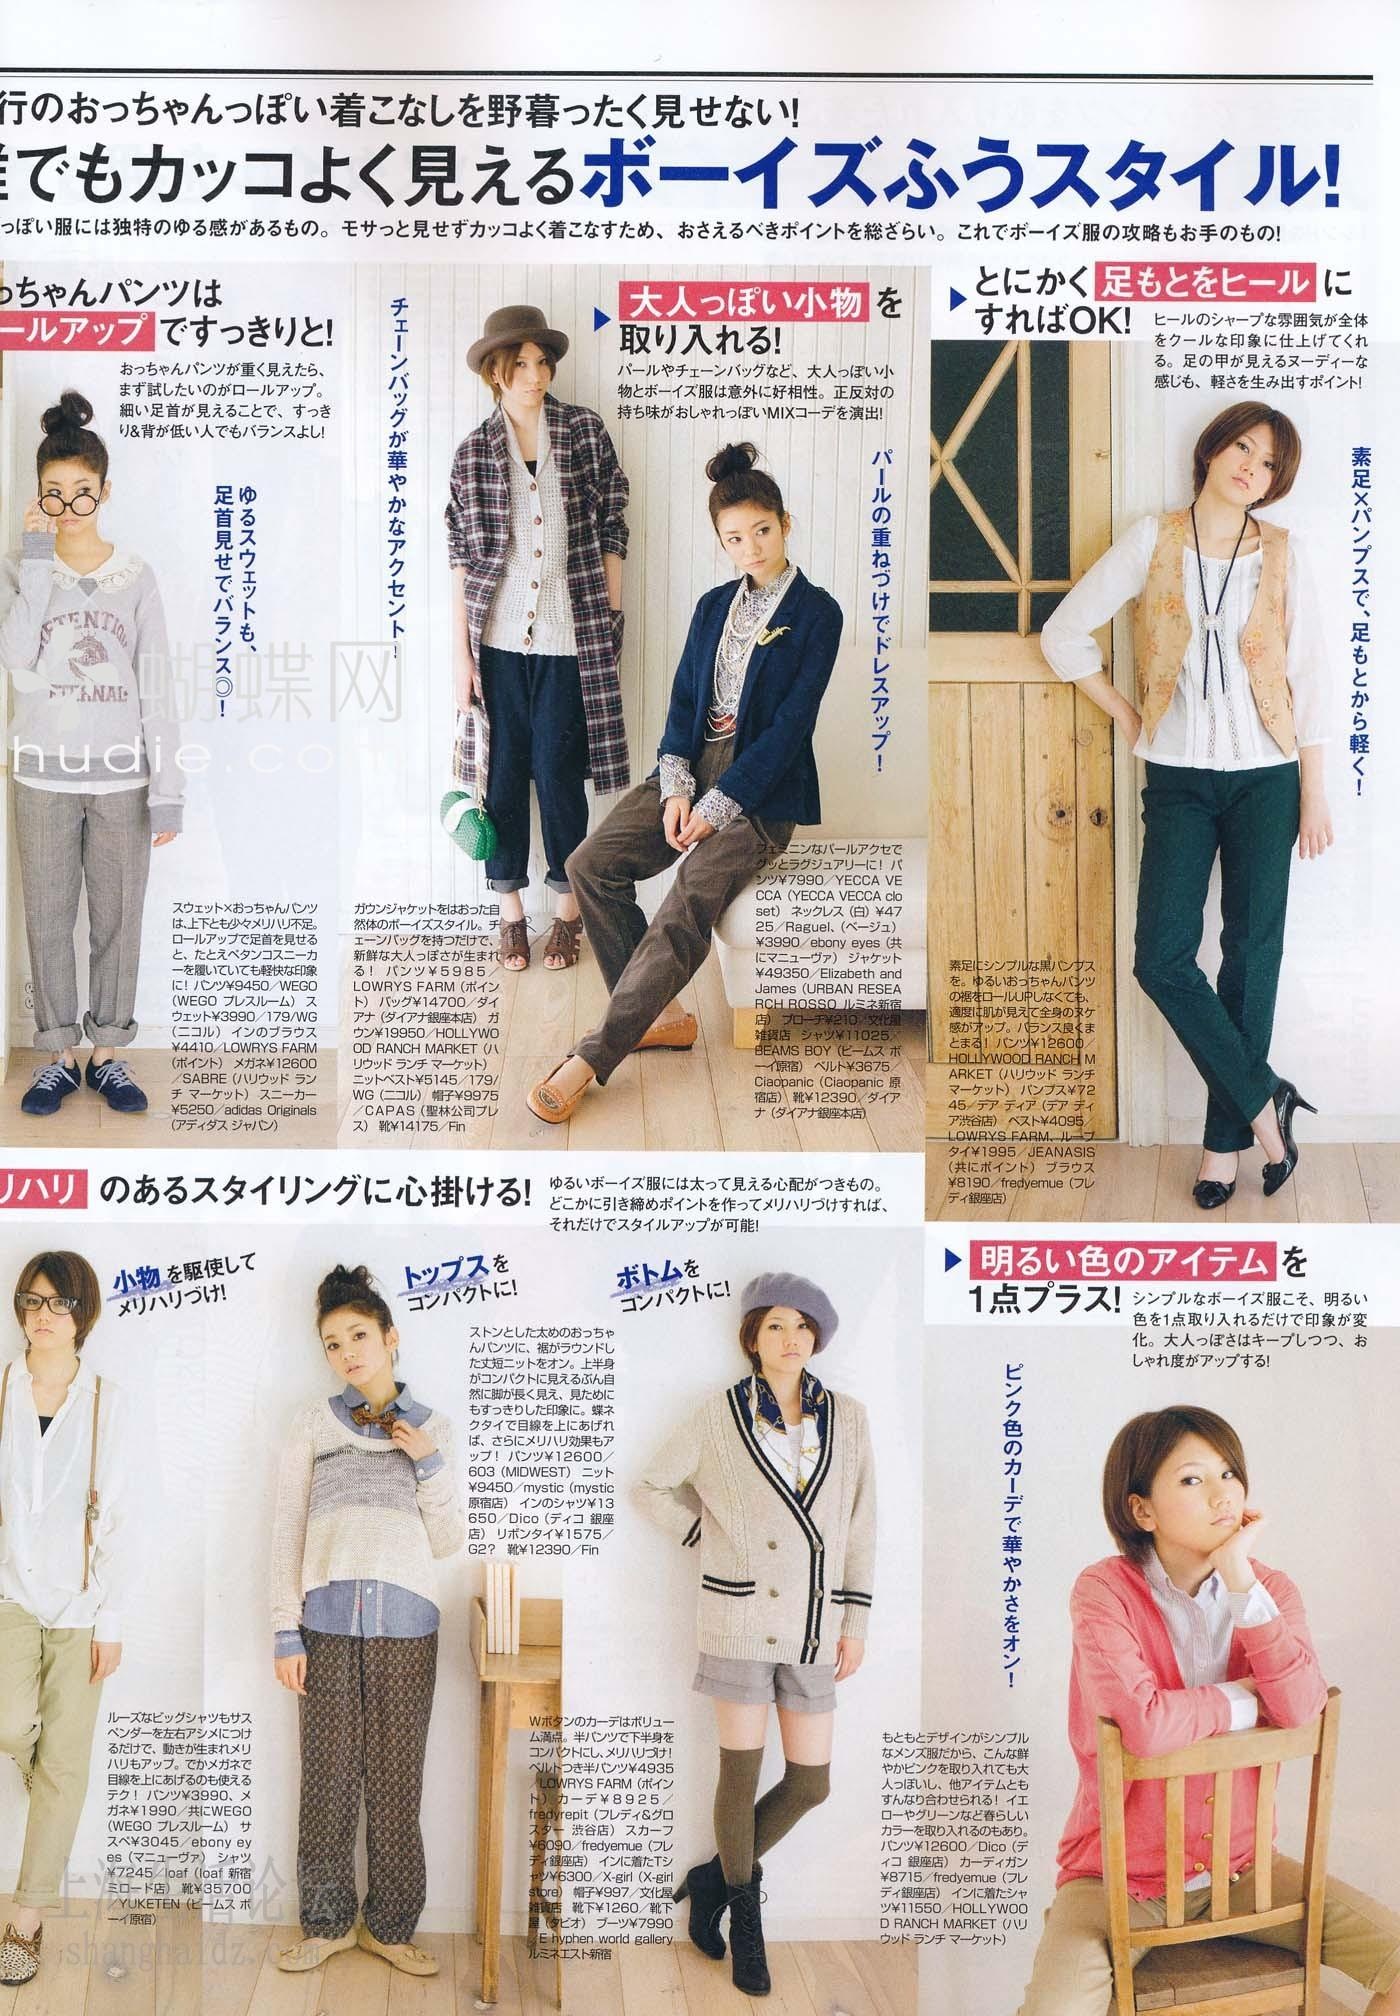 行のおっちゃんっぽい着こなしを野暮ったく見せない!
誰でもカッコよく見えるボーイズふうスタイル!
っぽい服には独特のゆる感があるもの。モサっと見せずカッコよく着こなすため、おさえるべきポイントを総ざらい。これでボーイズ服の攻略もお手のもの!
っちゃんパンツは
ールアップですっきりと!
おっちゃんパンツが重く見えたら、
まず試したいのがロールアップ。
細い足首が見えることで、すっき
り&背が低い人でもバランスよし!
ゆるスウェットも、
足首見せでバランス◎!
DETENTION
ETERNAL
スウェット×おっちゃんパンツ
は、上下とも少々メリハリ不足。
ロールアップで足首を見せる
と、たとえペタンコスニーカ
ーを履いていても軽快な印象
に! パンツ¥9450/WEGO
(WEGO プレスルーム) ス
ウェット¥3990/179/WG
(ニコル) インのブラウス
¥4410/LOWRYS FARM
(ポイント) メガネ¥12600
/SABRE(ハリウッド ラン
チ マーケット) スニーカー
¥5250/adidas Originals
(アディダス ジャパン)
チェーンバッグが華やかなアクセント!
ガウンジャケットをはおった自
然体のボーイズスタイル。チ
ェーンバッグを持つだけで、
新鮮な大人っぽさが生まれ
る! パンツ¥5985/
LOWRYS FARM(ポイン
ト) バッグ¥14700/ダイ
アナ(ダイアナ銀座本店) ガ
ウン¥19950/HOLLYWO
OD RANCH MARKET(ハ
リウッド ランチ マーケット)
ニットベスト¥5145/179/
WG(ニコル) 帽子¥9975
/CAPAS(聖林公司プレ
ス) 靴¥14175/Fin
大人っぽい小物を
取り入れる!
パールやチェーンバッグなど、大人っぽい小
物とボーイズ服は意外に好相性。正反対の
持ち味がおしゃれっぽいMIXコーデを演出!
パールの重ねづけでドレスアップ!
フェミニンなパールアクセで
グッとラグジュアリーに! パ
ンツ¥7990/YECCA VE
CCA(YECCA VECCA clo
set) ネックレス(白)¥47
25/Raguel、(ベージュ)
¥3990/ebony eyes(共
にマニューヴァ) ジャケット
¥49350/Elizabeth and
James(URBAN RESEA
RCH ROSSO ルミネ新宿
店) ブローチ¥210/文化屋
雑貨店 シャツ¥11025/
BEAMS BOY(ビームス ボ
ーイ原宿) ベルト¥3675/
Ciaopanic(Ciaopanic 原
宿店) 靴¥12390/ダイア
ナ(ダイアナ銀座本店)
とにかく足もとをヒールに
すればOK!
ヒールのシャープな雰囲気が全体
をクールな印象に仕上げてくれ
る。足の甲が見えるヌーディーな
感じも、軽さを生み出すポイント!
素足×パンプスで、足もとから軽く!
素足にシンプルな黒パンプス
を。ゆるいおっちゃんパンツ
の裾をロールUPしなくても、
適度に肌が見えて全身のヌケ
感がアップ。バランス良くま
とまる! パンツ¥12600/
HOLLYWOOD RANCH M
ARKET(ハリウッド ランチ
マーケット) パンプス¥72
45/デア ディア(デア ディ
ア渋谷店) ベスト¥4095/
LOWRYS FARM、ループ
タイ¥1995/JEANASIS
(共にポイント) ブラウス
¥8190/fredyemue(フレ
ディ銀座店)
リハリのあるスタイリングに心掛ける!
ゆるいボーイズ服には太って見える心配がつきもの。
どこかに引き締めポイントを作ってメリハリづけすれば、
それだけでスタイルアップが可能!
小物を駆使して
メリハリづけ!
ルーズなビッグシャツもサス
ペンダーを左右アシメにつけ
るだけで、動きが生まれメリ
ハリもアップ。でかメガネで
目線を上にあげるのも使える
テク! パンツ¥3990、メ
ガネ¥1990/共にWEGO
(WEGO プレスルーム) サ
スペ¥3045/ebony ey
es(マニューヴァ) シャツ
¥7245/loaf(loaf 新宿
ミロード店) 靴¥35700
/YUKETEN(ビームス ボ
ーイ原宿)
トップスを
コンパクトに!
ストンとした太めのおっちゃ
んパンツに、裾がラウンドし
た丈短ニットをオン。上半身
がコンパクトに見えるぶん自
然に脚が長く見え、見ために
もすっきりした印象に。蝶ネ
クタイで目線を上にあげれ
ば、さらにメリハリ効果もア
ップ! パンツ¥12600/
603(MIDWEST) ニット
¥9450/mystic(mystic
原宿店) インのシャツ¥13
650/Dico(ディコ 銀座
店) リボンタイ¥1575/
G2? 靴¥12390/Fin
ボトムを
コンパクトに!
Wボタンのカーデはボリュー
ム満点。半パンツで下半身を
コンパクトにし、メリハリづけ!
ベルトつき半パンツ¥4935
/LOWRYS FARM(ポイン
ト) カーデ¥8925/
fredyrepit(フレディ&グロ
スター 渋谷店) スカーフ
¥6090/fredyemue(フレ
ディ銀座店) インに着たTシ
ャツ¥6300/X-girl(X-girl
store) 帽子¥997/文化屋
雑貨店 靴下¥1260/靴下
屋(タビオ) ブーツ¥7990
/E hyphen world gallery
ルミネエスト新宿
明るい色のアイテムを
1点プラス!
シンプルなボーイズ服こそ、明るい
色を1点取り入れるだけで印象が変
化。大人っぽさはキープしつつ、お
しゃれ度がアップする!
ピンク色のカーデで華やかさをオン!
もともとデザインがシンプル
なメンズ服だから、こんな鮮
やかピンクを取り入れても大
人っぽいし、他アイテムとも
すんなり合わせられる! イエ
ローやグリーンなど春らしい
カラーを取り入れるのもあり。
パンツ¥12600/Dico(デ
ィコ 銀座店) カーディガン
¥8715/fredyemue(フレ
ディ銀座店) インに着たシャ
ツ¥11550/HOLLYWOO
D RANCH MARKET(ハリ
ウッド ランチ マーケット)
蝴蝶网
hudie.com
shanghaidz.com